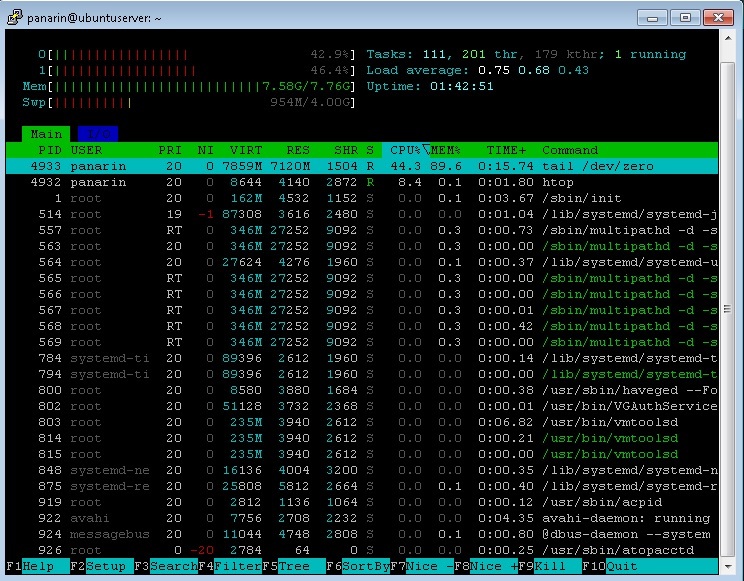 panarin@ubuntuserver: ~
0[|||||||||||||||| 42.9%] Tasks: 111, 201 thr, 179 kthr; 1 running
1[||||||||||||||||| 46.4%] Load average: 0.75 0.68 0.43
Mem[||||||||||||||||||||||||||7.58G/7.76G] Uptime: 01:42:51
Swp[|||||||||| 954M/4.00G]
Main I/O
PID USER PRI NI VIRT RES SHR S CPU%▽MEM% TIME+ Command
4933 panarin 20 0 7859M 7120M 1504 R 44.3 89.6 0:15.74 tail /dev/zero
4932 panarin 20 0 8644 4140 2872 R 8.4 0.1 0:01.80 htop
1 root 20 0 162M 4532 1152 S 0.0 0.1 0:03.67 /sbin/init
514 root 19 -1 87308 3616 2480 S 0.0 0.0 0:01.04 /lib/systemd/systemd-j
557 root RT 0 346M 27252 9092 S 0.0 0.3 0:00.73 /sbin/multipathd -d -s
563 root 20 0 346M 27252 9092 S 0.0 0.3 0:00.00 /sbin/multipathd -d -s
564 root 20 0 27624 4276 1960 S 0.0 0.1 0:00.37 /lib/systemd/systemd-u
565 root RT 0 346M 27252 9092 S 0.0 0.3 0:00.00 /sbin/multipathd -d -s
566 root RT 0 346M 27252 9092 S 0.0 0.3 0:00.00 /sbin/multipathd -d -s
567 root RT 0 346M 27252 9092 S 0.0 0.3 0:00.01 /sbin/multipathd -d -s
568 root RT 0 346M 27252 9092 S 0.0 0.3 0:00.42 /sbin/multipathd -d -s
569 root RT 0 346M 27252 9092 S 0.0 0.3 0:00.00 /sbin/multipathd -d -s
784 systemd-ti 20 0 89396 2612 1960 S 0.0 0.0 0:00.14 /lib/systemd/systemd-t
794 systemd-ti 20 0 89396 2612 1960 S 0.0 0.0 0:00.00 /lib/systemd/systemd-t
800 root 20 0 8580 3880 1684 S 0.0 0.0 0:00.38 /usr/sbin/haveged --Fo
802 root 20 0 51128 3732 2368 S 0.0 0.0 0:00.01 /usr/bin/VGAuthService
803 root 20 0 235M 3940 2612 S 0.0 0.0 0:06.82 /usr/bin/vmtoolsd
814 root 20 0 235M 3940 2612 S 0.0 0.0 0:00.21 /usr/bin/vmtoolsd
815 root 20 0 235M 3940 2612 S 0.0 0.0 0:00.00 /usr/bin/vmtoolsd
848 systemd-ne 20 0 16136 4004 3200 S 0.0 0.0 0:00.35 /lib/systemd/systemd-n
875 systemd-re 20 0 25808 5812 2664 S 0.0 0.1 0:00.40 /lib/systemd/systemd-r
919 root 20 0 2812 1136 1064 S 0.0 0.0 0:00.12 /usr/sbin/acpid
922 avahi 20 0 7756 2708 2232 S 0.0 0.0 0:04.35 avahi-daemon: running
924 messagebus 20 0 11044 4748 2808 S 0.0 0.1 0:00.80 @dbus-daemon --system
926 root 0 -20 2784 64 0 S 0.0 0.0 0:00.25 /usr/sbin/atopacctd
F1Help F2Setup F3SearchF4FilterF5Tree F6SortByF7Nice -F8Nice +F9Kill F10Quit